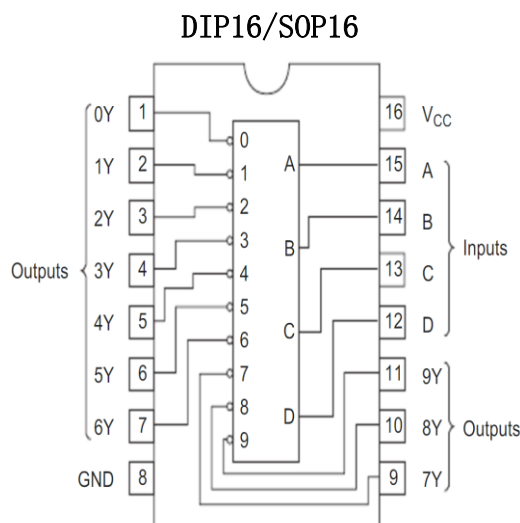 DIP16/SOP16
0Y 1 0 16 VCC
1Y 2 1 A 15 A
2Y 3 2 B 14 B
Outputs 3Y 4 3 13 C Inputs
4Y 5 4 C 12 D
5Y 6 5 11 9Y
6Y 7 6 D 10 8Y Outputs
GND 8 7 9 7Y
8
9